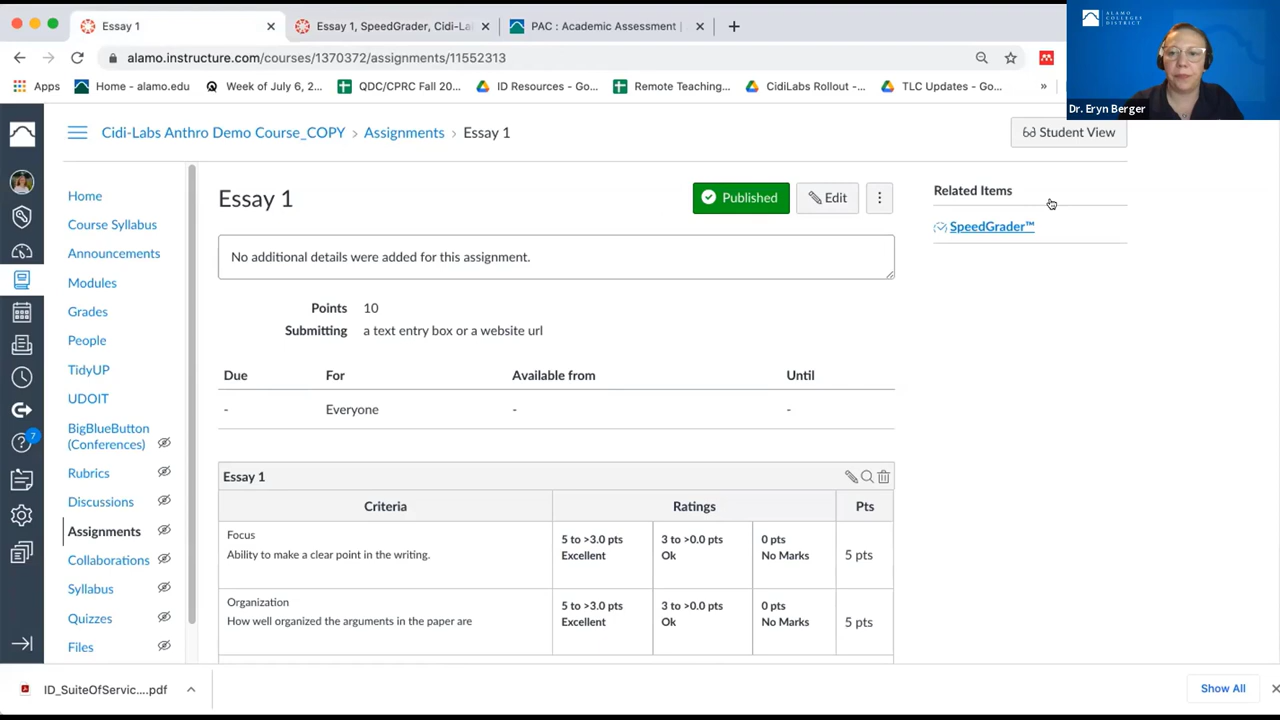 Essay 1
Essay 1, SpeedGrader, Cidi-La
PAC : Academic Assessment |
alamo.instructure.com/courses/1370372/assignments/11552313
ALAMO COLLEGES DISTRICT
Dr. Eryn Berger
Apps
Home - alamo.edu
Week of July 6, 2...
QDC/CPRC Fall 20...
ID Resources - Go...
Remote Teaching...
CidiLabs Rollout -...
TLC Updates - Go...
»
Cidi-Labs Anthro Demo Course_COPY > Assignments > Essay 1
Student View
Home
Course Syllabus
Announcements
Modules
Grades
People
TidyUP
UDOIT
BigBlueButton
(Conferences)
Rubrics
Discussions
Assignments
Collaborations
Syllabus
Quizzes
Files
7
Essay 1
Published
Edit
Related Items
SpeedGrader™
No additional details were added for this assignment.
Points 10
Submitting a text entry box or a website url
Due For Available from Until
- Everyone - -
Essay 1
Criteria Ratings Pts
Focus
Ability to make a clear point in the writing.
5 to >3.0 pts
Excellent
3 to >0.0 pts
Ok
0 pts
No Marks
5 pts
Organization
How well organized the arguments in the paper are
5 to >3.0 pts
Excellent
3 to >0.0 pts
Ok
0 pts
No Marks
5 pts
ID_SuiteOfServic....pdf
Show All